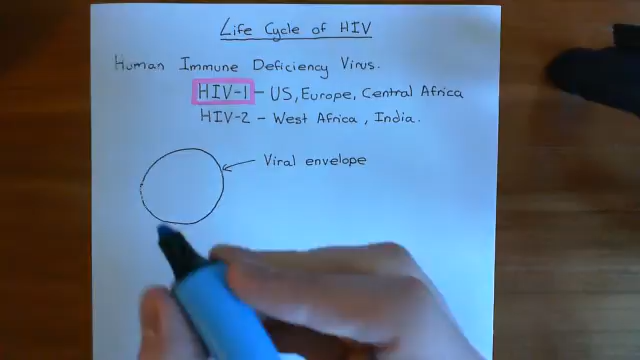 Life Cycle of HIV
Human Immune Deficiency Virus.
HIV-1 - US, Europe, Central Africa
HIV-2 - West Africa, India.
Viral envelope